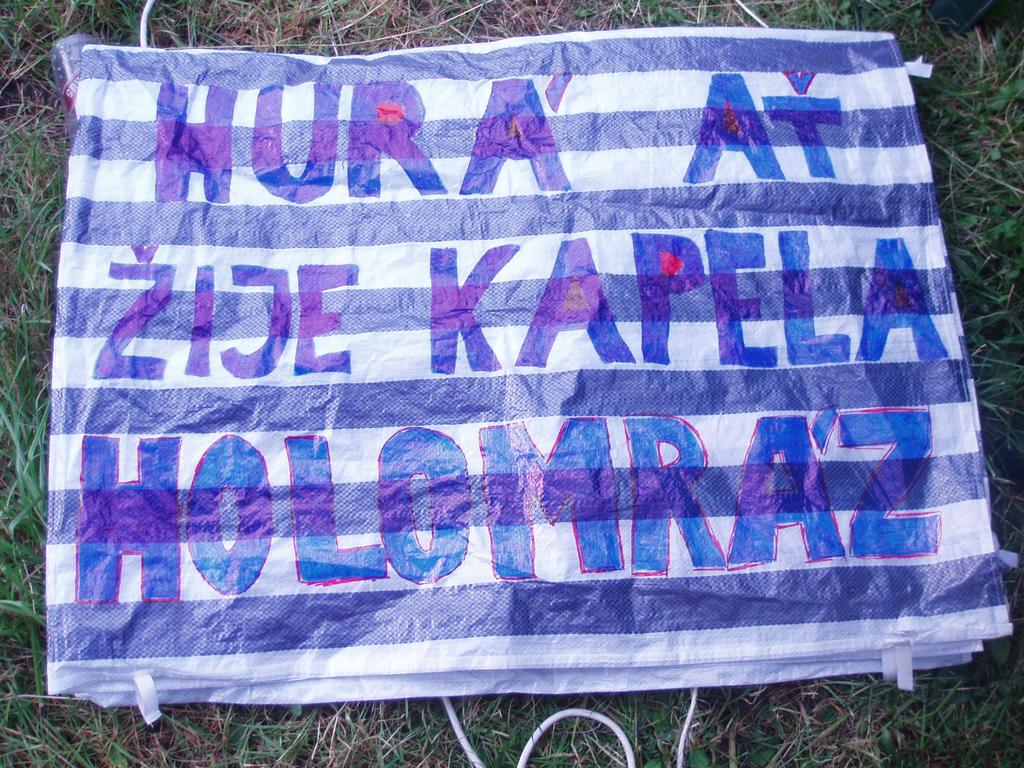 HURÁ AŤ
ŽIJE KAPELA
HOLOMRÁZ